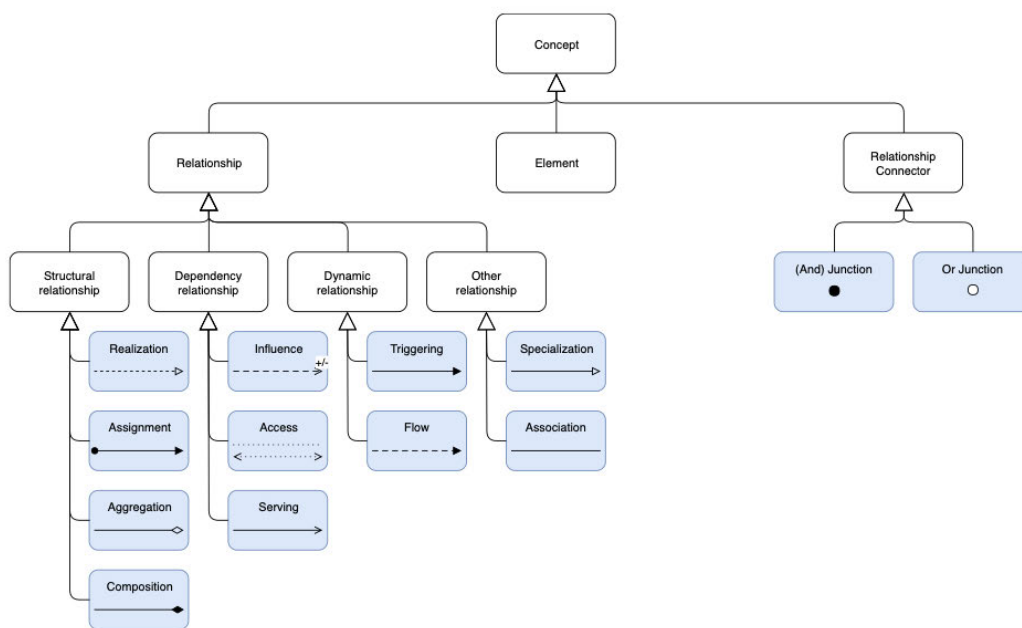 Concept
Relationship
Element
Relationship
Connector
Structural
relationship
Dependency
relationship
Dynamic
relationship
Other
relationship
(And) Junction
Or Junction
Realization
Influence
+/-
Triggering
Specialization
Assignment
Access
Flow
Association
Aggregation
Serving
Composition